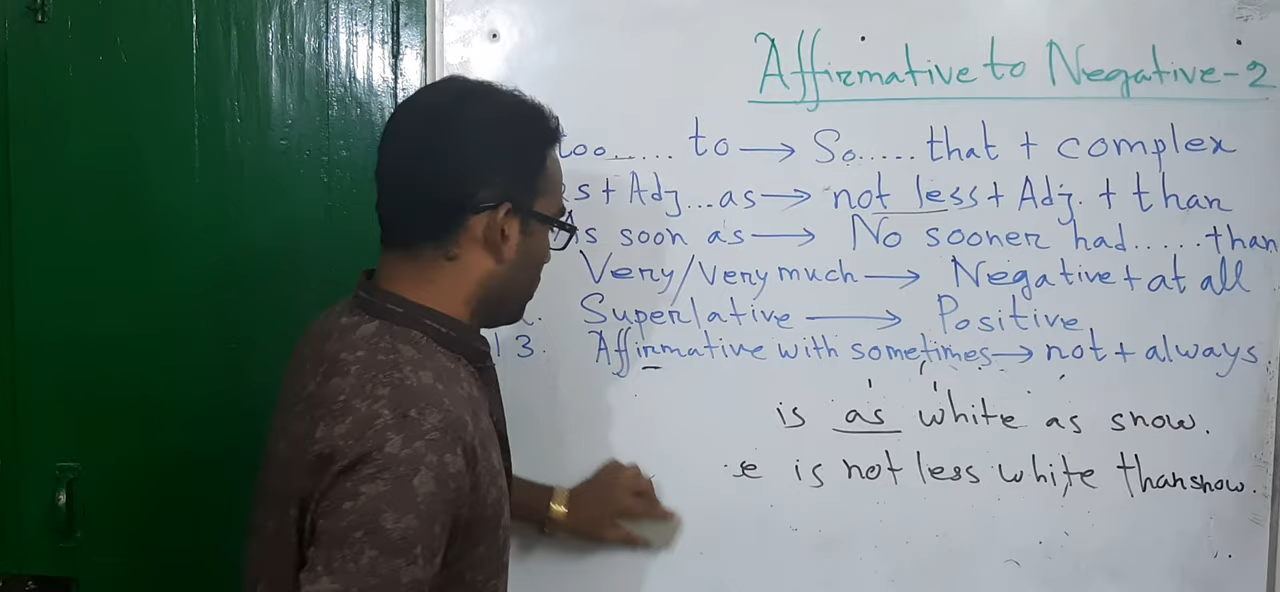 Affirmative to Negative-2
too...... to → So..... that + complex
s + Adj...as → not less + Adj. + than
As soon as → No sooner had.....than
Very/Very much → Negative + at all
Superlative → Positive
13. Affirmative with sometimes → not + always.
is as white as snow.
e is not less white than snow.